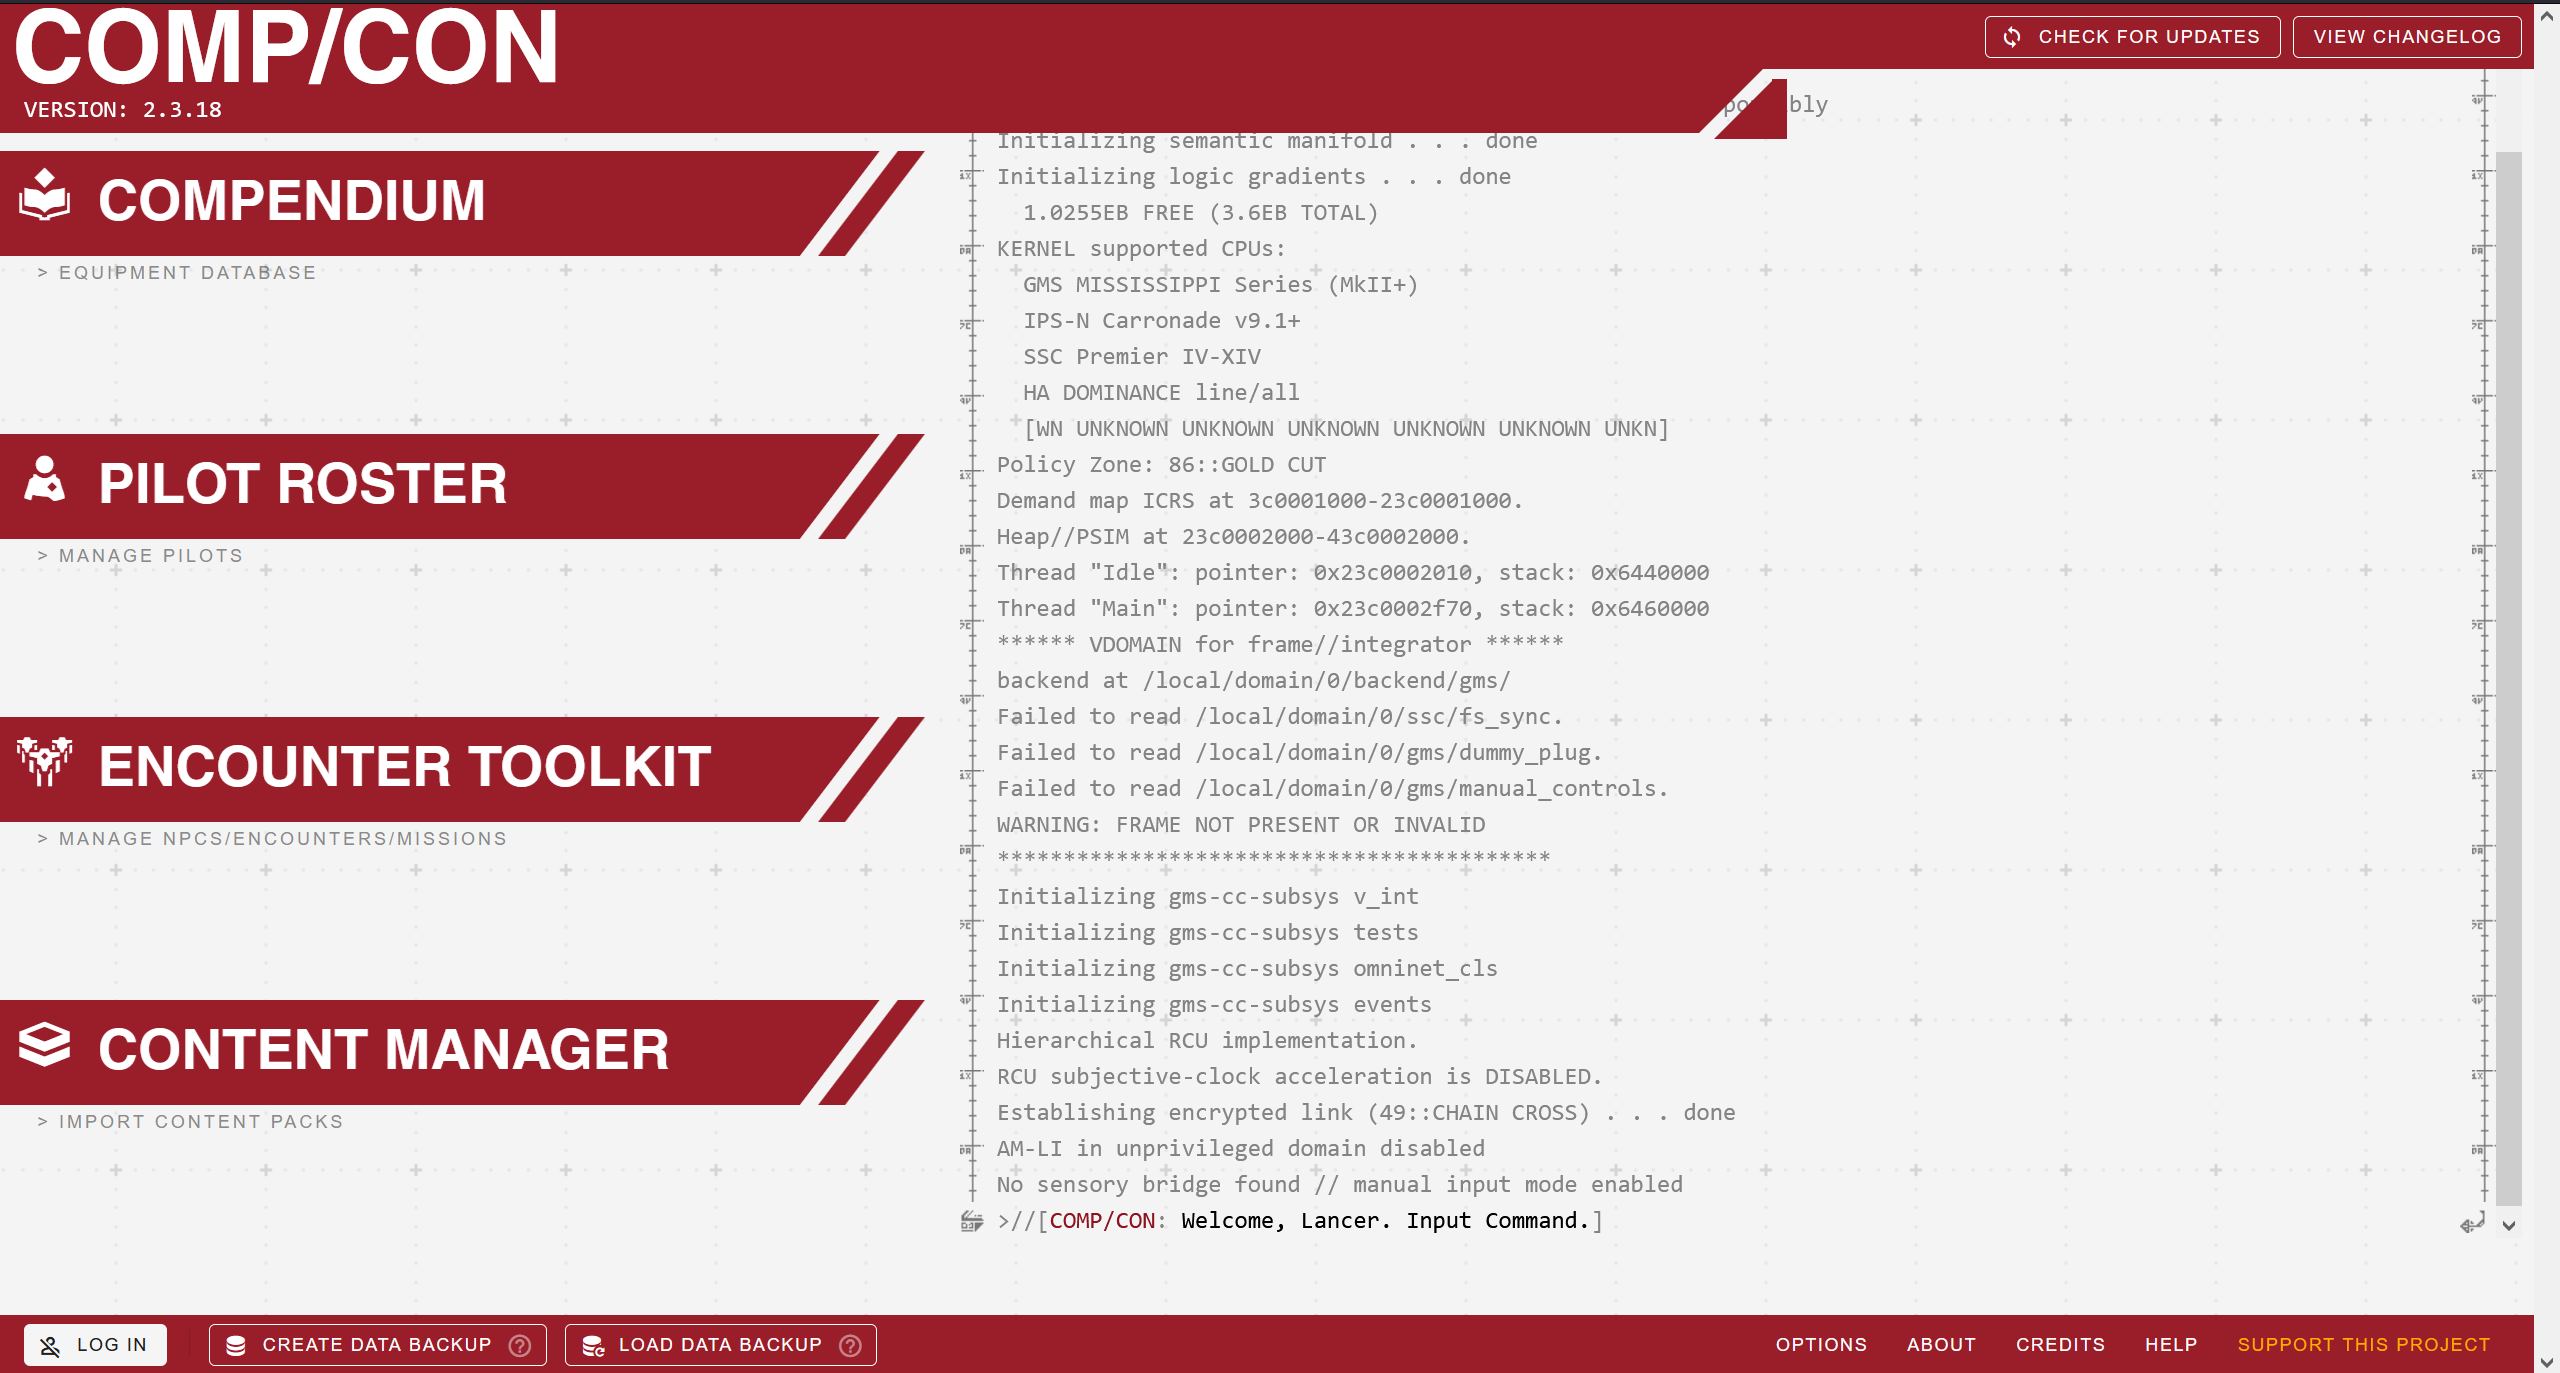 COMP/CON
VERSION: 2.3.18
CHECK FOR UPDATES
VIEW CHANGELOG
COMPENDIUM
> EQUIPMENT DATABASE
PILOT ROSTER
> MANAGE PILOTS
ENCOUNTER TOOLKIT
> MANAGE NPCS/ENCOUNTERS/MISSIONS
CONTENT MANAGER
> IMPORT CONTENT PACKS
Initializing semantic manifold . . . done
Initializing logic gradients . . . done
1.0255EB FREE (3.6EB TOTAL)
KERNEL supported CPUs:
GMS MISSISSIPPI Series (MkII+)
IPS-N Carronade v9.1+
SSC Premier IV-XIV
HA DOMINANCE line/all
[WN UNKNOWN UNKNOWN UNKNOWN UNKNOWN UNKNOWN UNKN]
Policy Zone: 86::GOLD CUT
Demand map ICRS at 3c0001000-23c0001000.
Heap//PSIM at 23c0002000-43c0002000.
Thread "Idle": pointer: 0x23c0002010, stack: 0x6440000
Thread "Main": pointer: 0x23c0002f70, stack: 0x6460000
****** VDOMAIN for frame//integrator ******
backend at /local/domain/0/backend/gms/
Failed to read /local/domain/0/ssc/fs_sync.
Failed to read /local/domain/0/gms/dummy_plug.
Failed to read /local/domain/0/gms/manual_controls.
WARNING: FRAME NOT PRESENT OR INVALID
******************************************
Initializing gms-cc-subsys v_int
Initializing gms-cc-subsys tests
Initializing gms-cc-subsys omninet_cls
Initializing gms-cc-subsys events
Hierarchical RCU implementation.
RCU subjective-clock acceleration is DISABLED.
Establishing encrypted link (49::CHAIN CROSS) . . . done
AM-LI in unprivileged domain disabled
No sensory bridge found // manual input mode enabled
>//[COMP/CON: Welcome, Lancer. Input Command.]
LOG IN
CREATE DATA BACKUP
LOAD DATA BACKUP
OPTIONS
ABOUT
CREDITS
HELP
SUPPORT THIS PROJECT